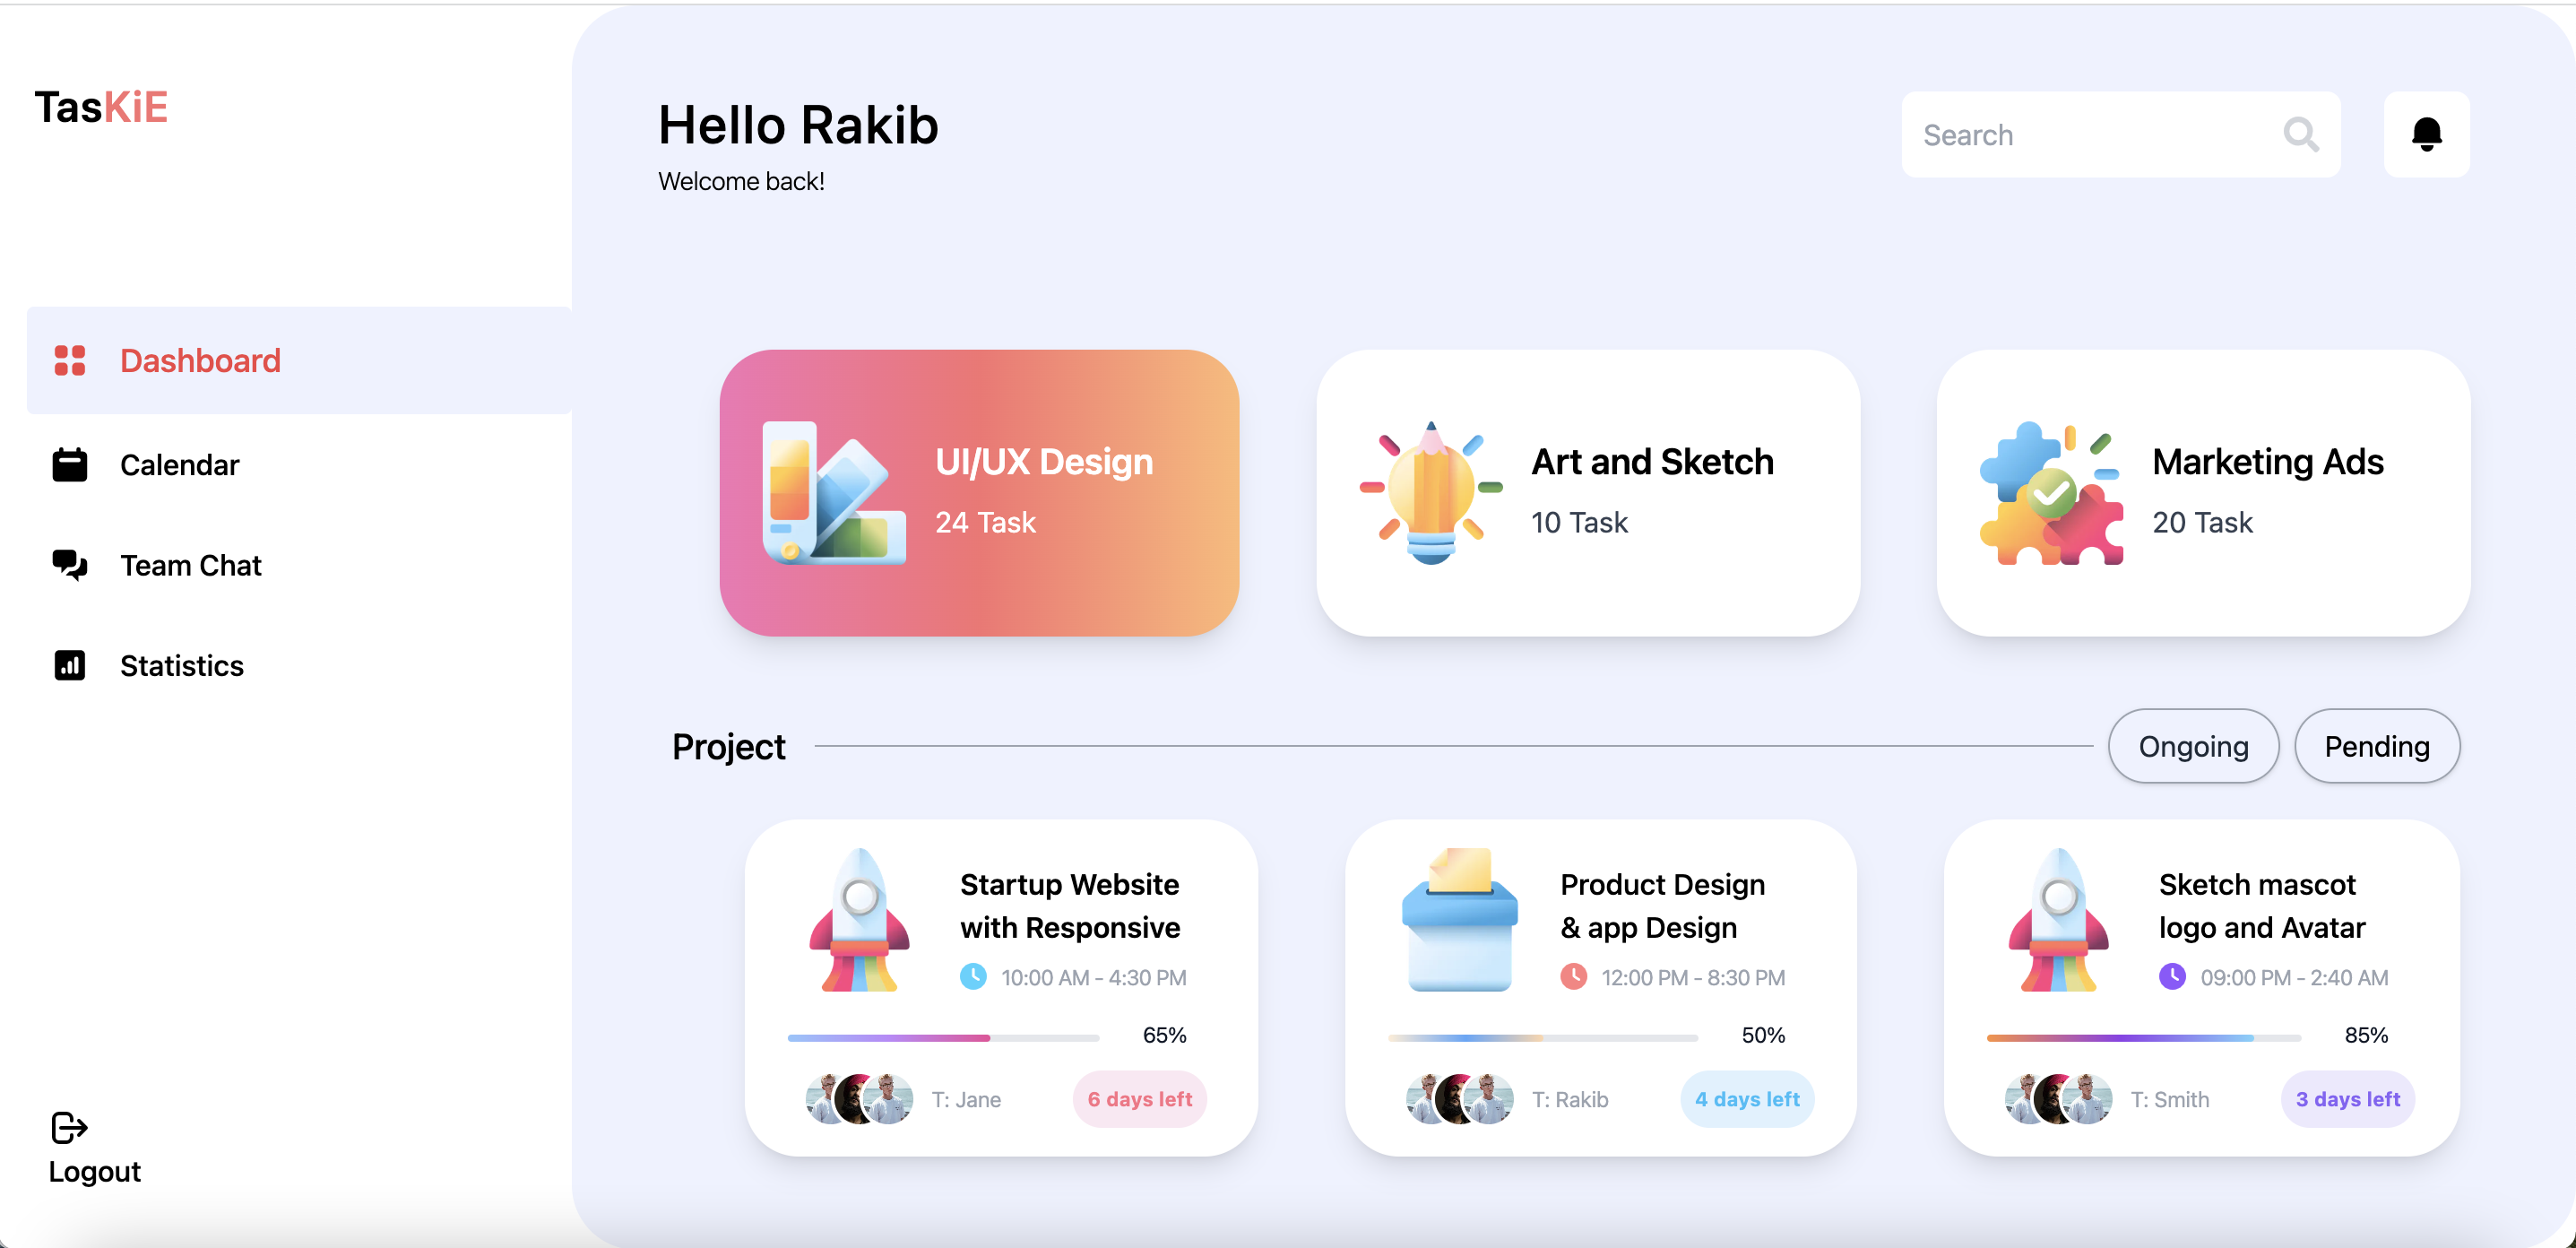 TasKiE
Dashboard
Calendar
Team Chat
Statistics
Logout
Hello Rakib
Welcome back!
Search
UI/UX Design
24 Task
Art and Sketch
10 Task
Marketing Ads
20 Task
Project
Ongoing
Pending
Startup Website
with Responsive
10:00 AM - 4:30 PM
65%
T: Jane
6 days left
Product Design
& app Design
12:00 PM - 8:30 PM
50%
T: Rakib
4 days left
Sketch mascot
logo and Avatar
09:00 PM - 2:40 AM
85%
T: Smith
3 days left